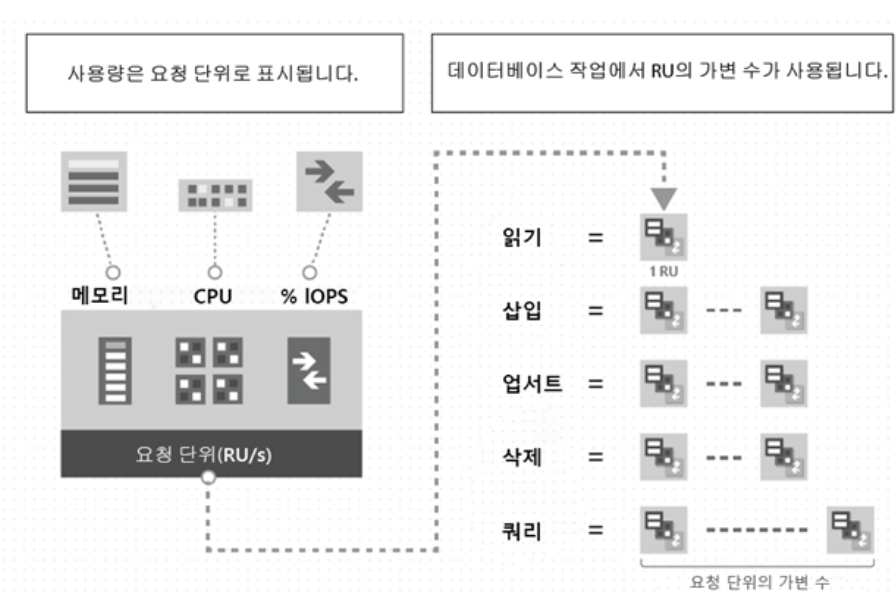 사용량은 요청 단위로 표시됩니다.
데이터베이스 작업에서 RU의 가변 수가 사용됩니다.
메모리
CPU
% IOPS
요청 단위(RU/s)
읽기 =
1 RU
삽입 =
업서트 =
삭제 =
쿼리 =
요청 단위의 가변 수